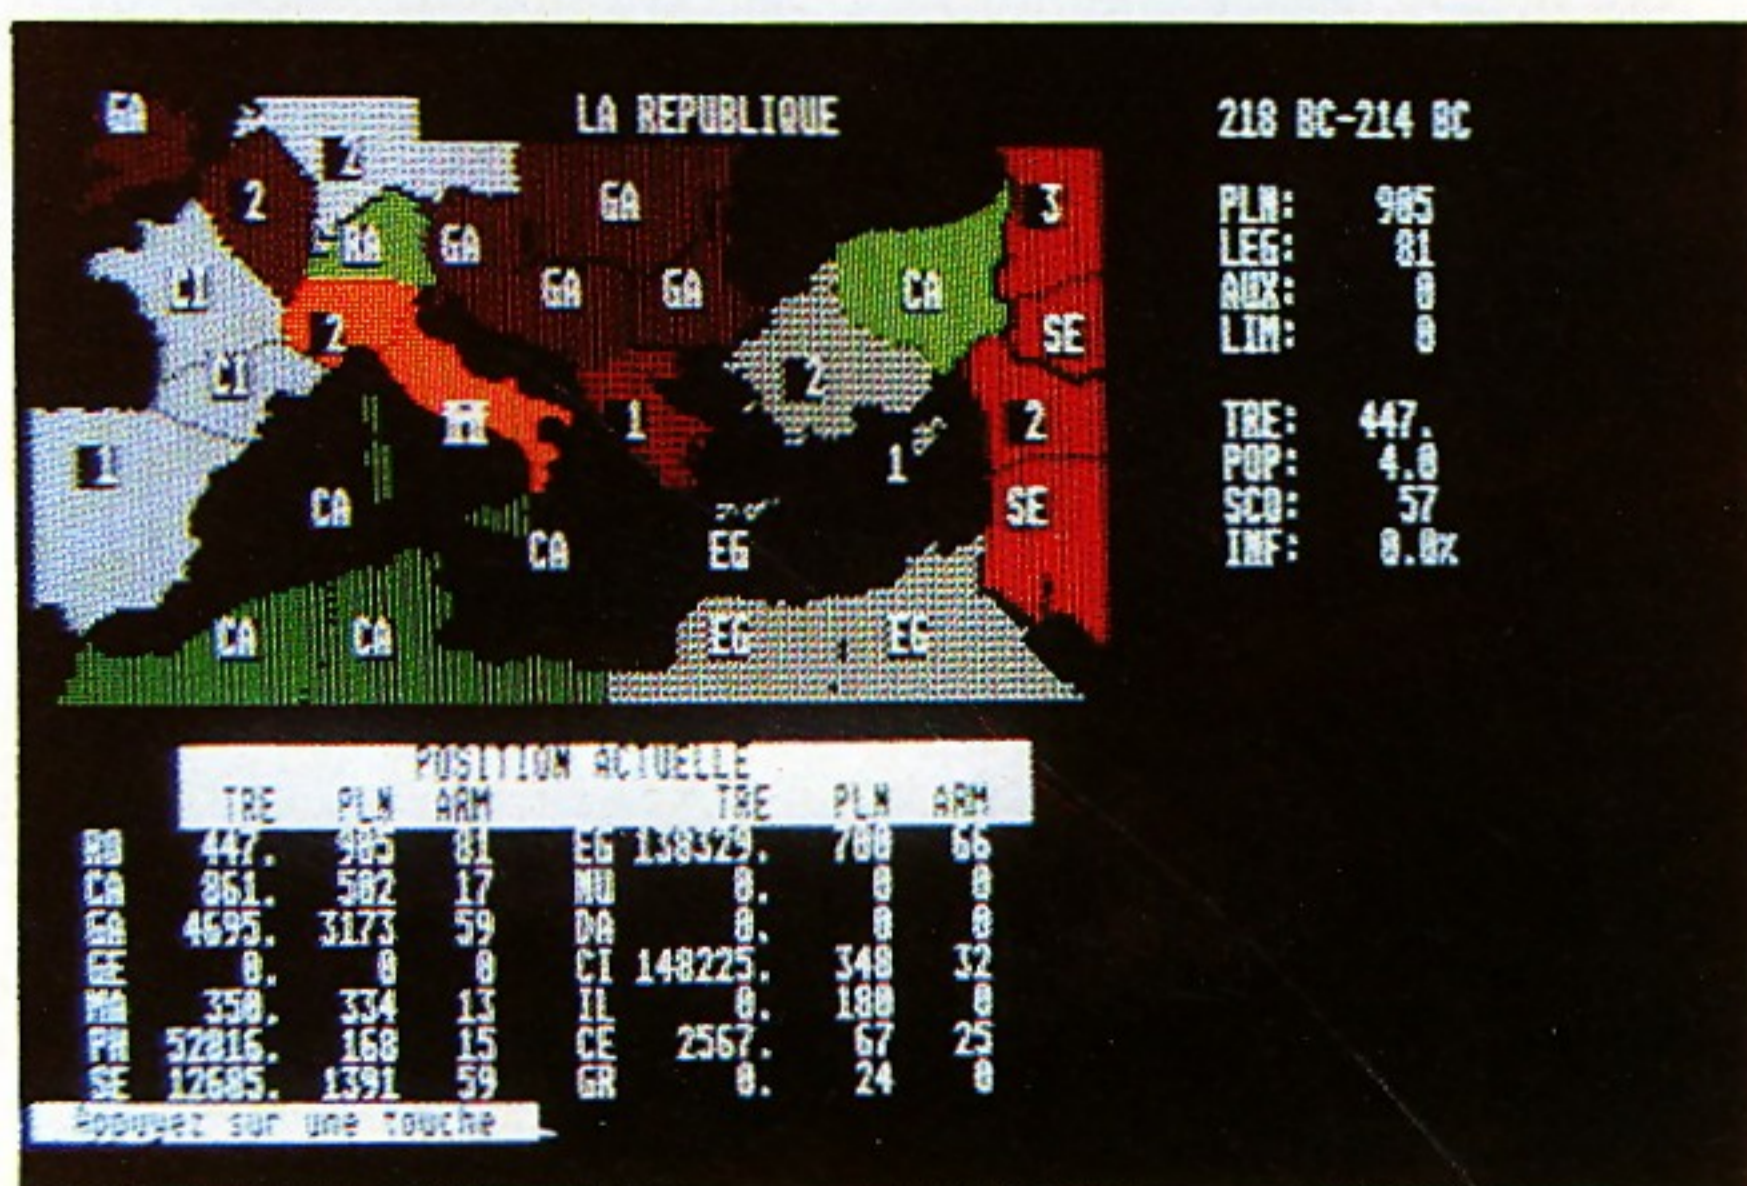 GA
LA REPUBLIQUE
218 BC-214 BC
2
2
GA
3
PLN: 905
RA
GA
LEG: 81
CI
GA
GA
CA
AUX: 0
2
SE
LIM: 0
CI
2
1
1
2
TRE: 447.
1
POP: 4.0
CA
SE
SCO: 57
CA
EG
INF: 0.0%
CA
CA
EG
EG
POSITION ACTUELLE
TRE PLN ARM TRE PLN ARM
RO 447. 905 81 EG 138329. 700 66
CA 861. 502 17 NU 0. 0 0
GA 4695. 3173 59 DA 0. 0 0
GE 0. 0 0 CI 148225. 348 32
MA 350. 334 13 IL 0. 180 0
PN 52816. 168 15 CE 2567. 67 25
SE 12685. 1391 59 GR 0. 24 0
Appuyez sur une touche